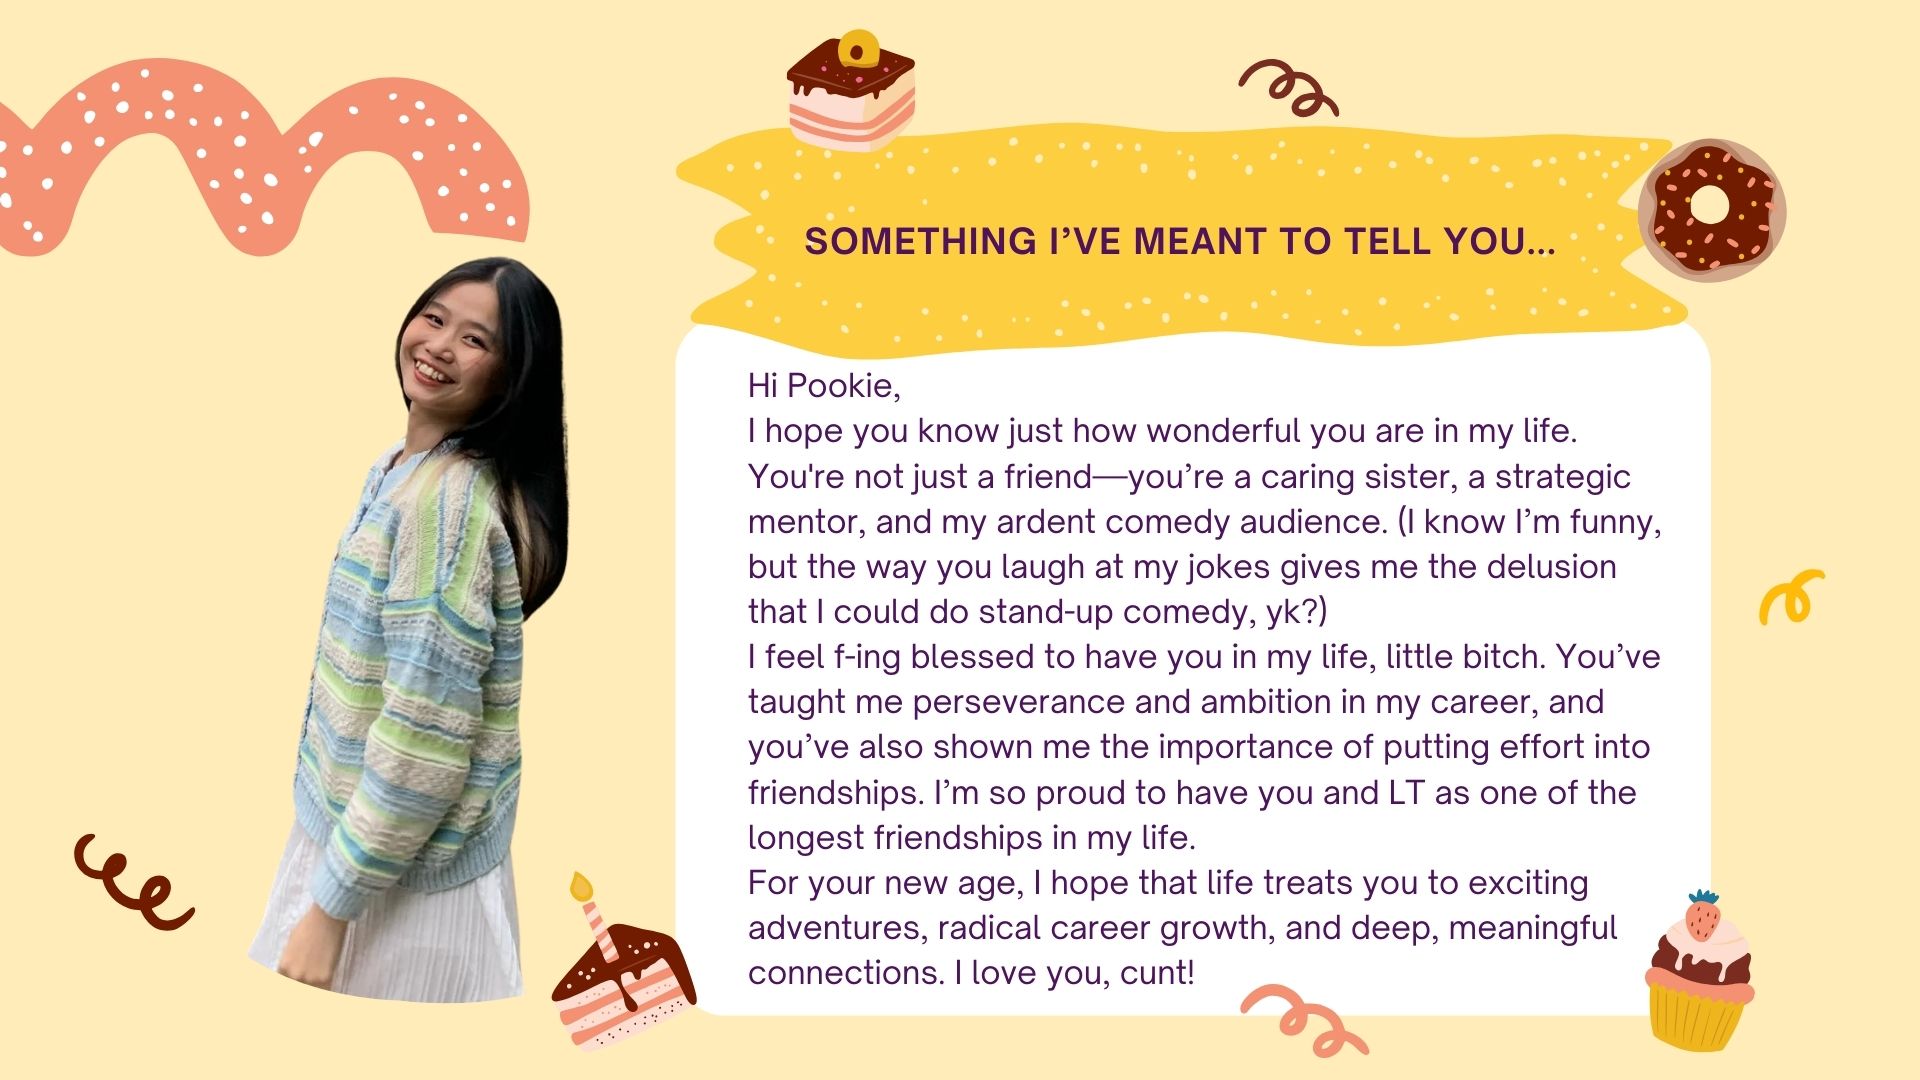 SOMETHING I’VE MEANT TO TELL YOU...
Hi Pookie,
I hope you know just how wonderful you are in my life.
You're not just a friend—you’re a caring sister, a strategic
mentor, and my ardent comedy audience. (I know I’m funny,
but the way you laugh at my jokes gives me the delusion
that I could do stand-up comedy, yk?)
I feel f-ing blessed to have you in my life, little bitch. You’ve
taught me perseverance and ambition in my career, and
you’ve also shown me the importance of putting effort into
friendships. I’m so proud to have you and LT as one of the
longest friendships in my life.
For your new age, I hope that life treats you to exciting
adventures, radical career growth, and deep, meaningful
connections. I love you, cunt!